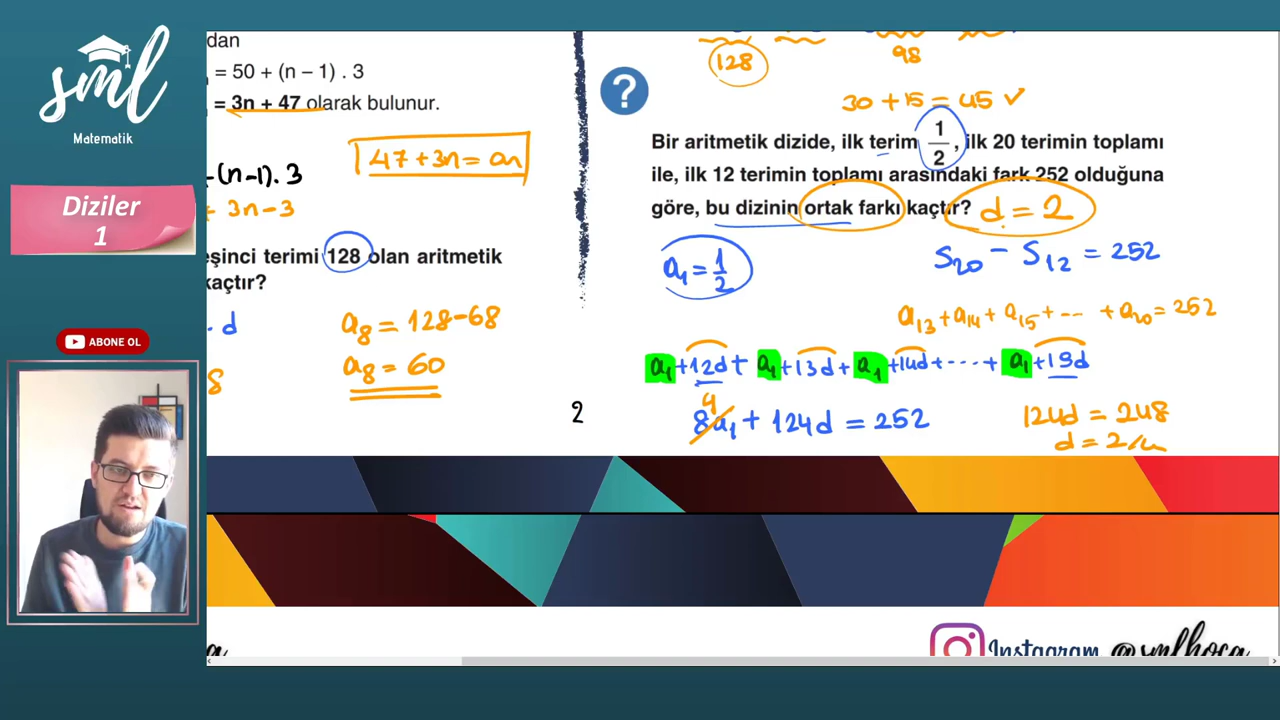 sml
Matematik
Diziler
1
ABONE OL
dan
= 50 + (n – 1) . 3
= 3n + 47 olarak bulunur.
47 + 3n = an
(n-1). 3
+ 3n - 3
eşinci terimi 128 olan aritmetik
kaçtır?
. d
8
a8 = 128 - 68
a8 = 60
2
128
98
30 + 15 = 45 ✓
?
Bir aritmetik dizide, ilk terim 1/2, ilk 20 terimin toplamı
ile, ilk 12 terimin toplamı arasındaki fark 252 olduğuna
göre, bu dizinin ortak farkı kaçtır? d = 2
a1 = 1/2
S20 - S12 = 252
a13 + a14 + a15 + ... + a20 = 252
a1 + 12d + a1 + 13d + a1 + 14d + ... + a1 + 19d
4
8a1 + 124d = 252
124d = 248
d = 2 //
Instagram @smlhoca